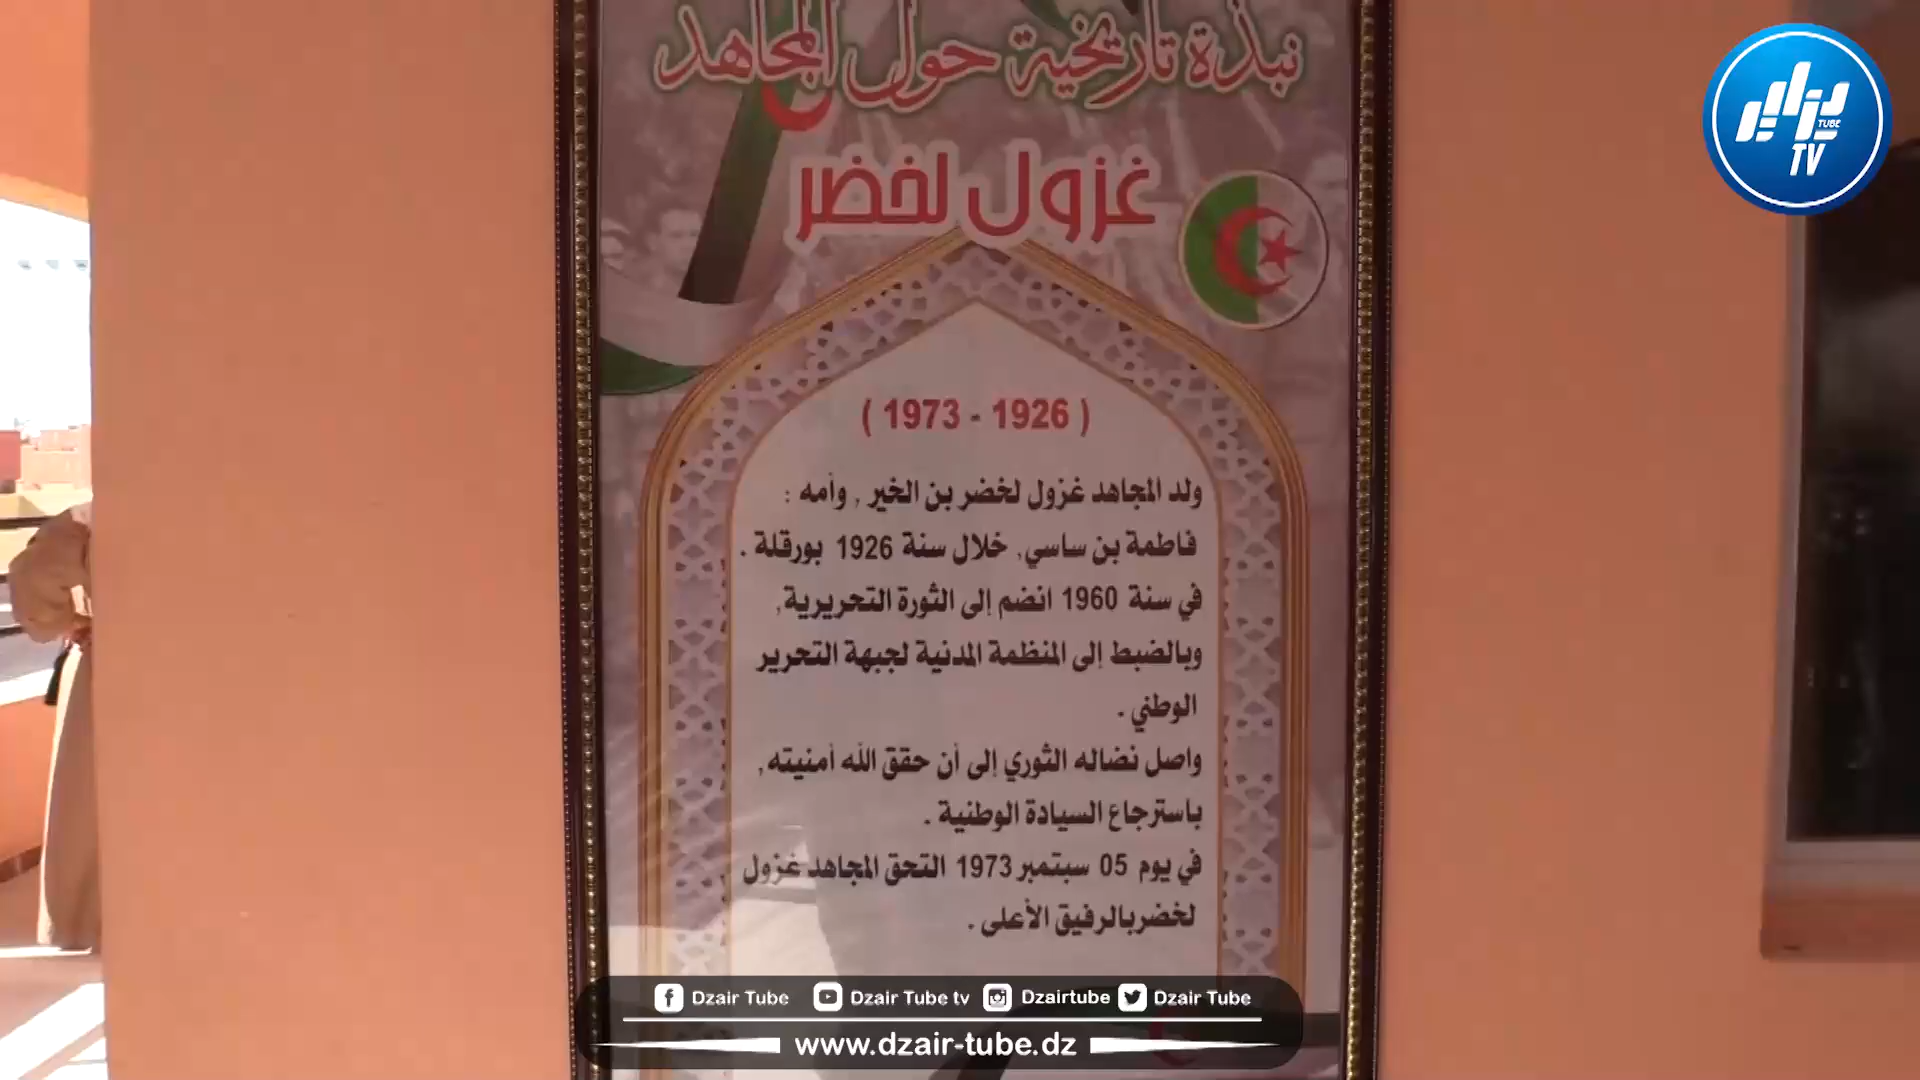 نبذة تاريخية حول المجاهد
غزول لخضر
( 1926 - 1973 )
ولد المجاهد غزول لخضر بن الخير , وأمه :
فاطمة بن ساسي, خلال سنة 1926 بورقلة .
في سنة 1960 انضم إلى الثورة التحريرية,
وبالضبط إلى المنظمة المدنية لجبهة التحرير
الوطني .
واصل نضاله الثوري إلى أن حقق الله أمنيته,
باسترجاع السيادة الوطنية .
في يوم 05 سبتمبر 1973 التحق المجاهد غزول
لخضربالرفيق الأعلى .
TUBE
TV
Dzair Tube Dzair Tube tv Dzairtube Dzair Tube
www.dzair-tube.dz